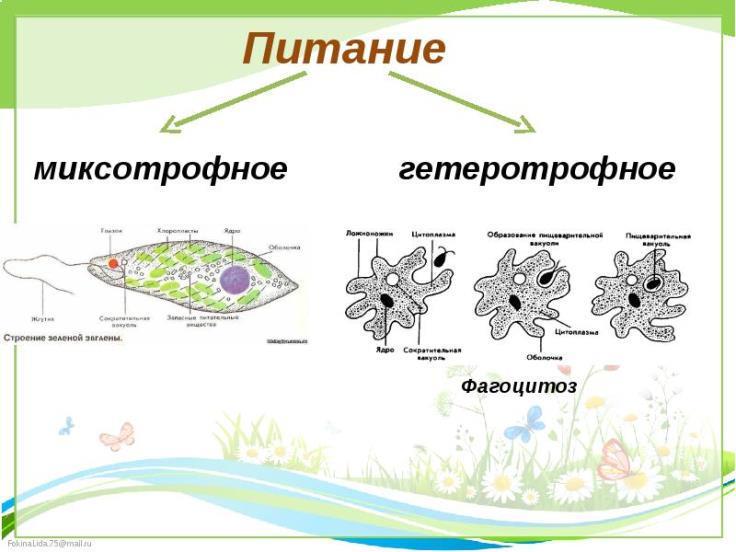 Питание
миксотрофное гетеротрофное
Глазок Хлоропласты Ядро
Оболочка
Жгутик
Сократительная вакуоль
Запасные питательные вещества
Строение зеленой эвглены.
Ложноножки Цитоплазма
Образование пищеварительной вакуоли
Пищеварительная вакуоль
Ядро Сократительная вакуоль
Цитоплазма
Оболочка
Фагоцитоз
FokinaLida.75@mail.ru